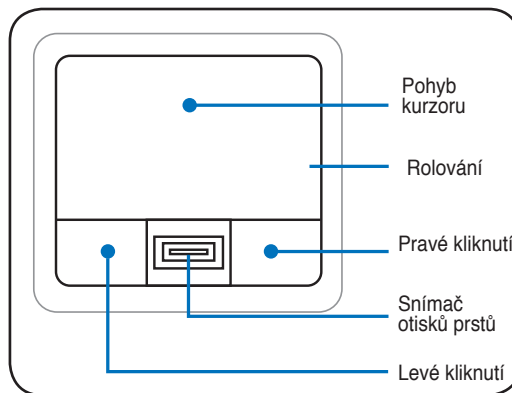 Pohyb
kurzoru
Rolování
Pravé kliknutí
Snímač
otisků prstů
Levé kliknutí